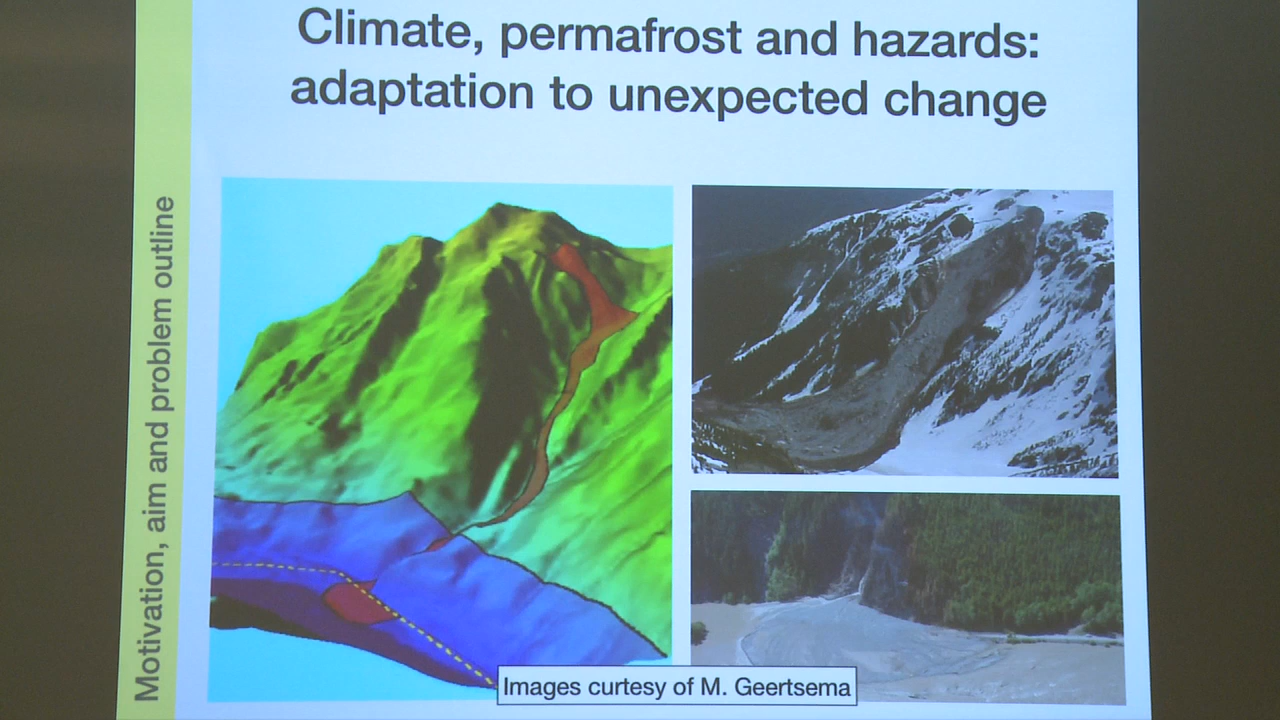 Climate, permafrost and hazards:
adaptation to unexpected change
Motivation, aim and problem outline
Images curtesy of M. Geertsema